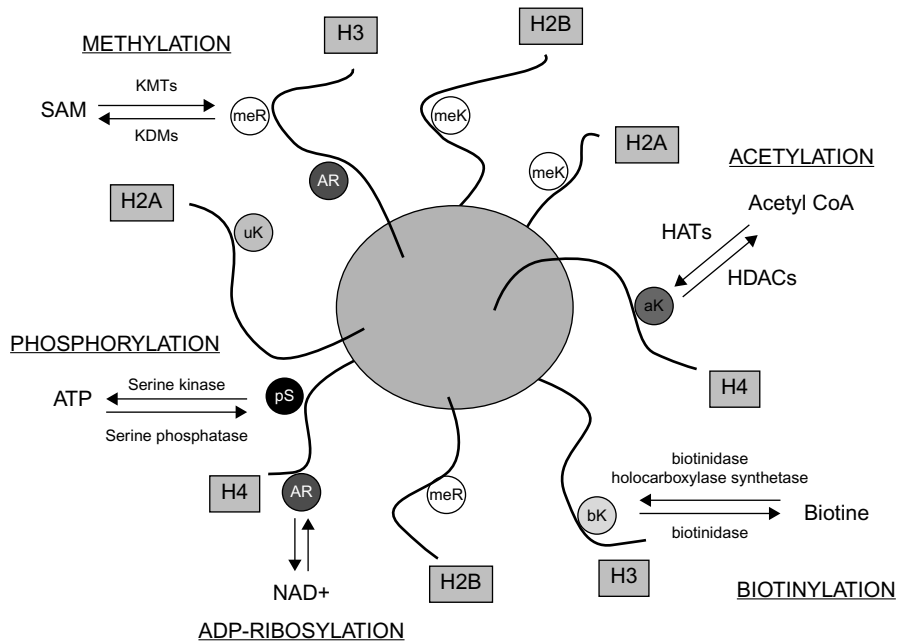 METHYLATION
H3
H2B
KMTs
SAM
KDMs
meR
meK
H2A
ACETYLATION
meK
AR
Acetyl CoA
H2A
uK
HATs
HDACs
aK
PHOSPHORYLATION
H4
Serine kinase
ATP
pS
Serine phosphatase
biotinidase
holocarboxylase synthetase
H4
AR
meR
bK
Biotine
biotinidase
H2B
H3
NAD+
BIOTINYLATION
ADP-RIBOSYLATION